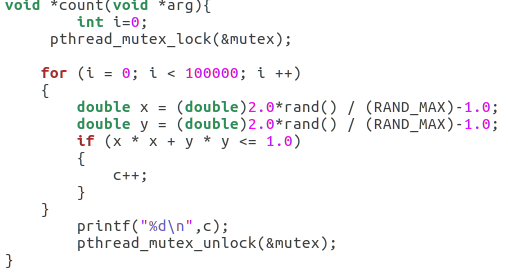 void *count(void *arg){
        int i=0;
     pthread_mutex_lock(&mutex);

    for (i = 0; i < 100000; i ++)
    {
        double x = (double)2.0*rand() / (RAND_MAX)-1.0;
        double y = (double)2.0*rand() / (RAND_MAX)-1.0;
        if (x * x + y * y <= 1.0)
        {
            c++;
        }
    }
        printf("%d\n",c);
        pthread_mutex_unlock(&mutex);
}